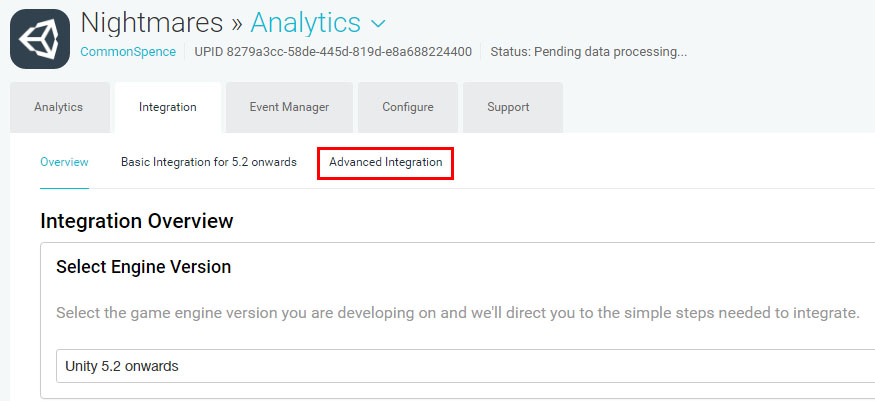 Nightmares » Analytics
CommonSpence UPID 8279a3cc-58de-445d-819d-e8a688224400 Status: Pending data processing...
Analytics Integration Event Manager Configure Support
Overview Basic Integration for 5.2 onwards Advanced Integration
Integration Overview
Select Engine Version
Select the game engine version you are developing on and we'll direct you to the simple steps needed to integrate.
Unity 5.2 onwards